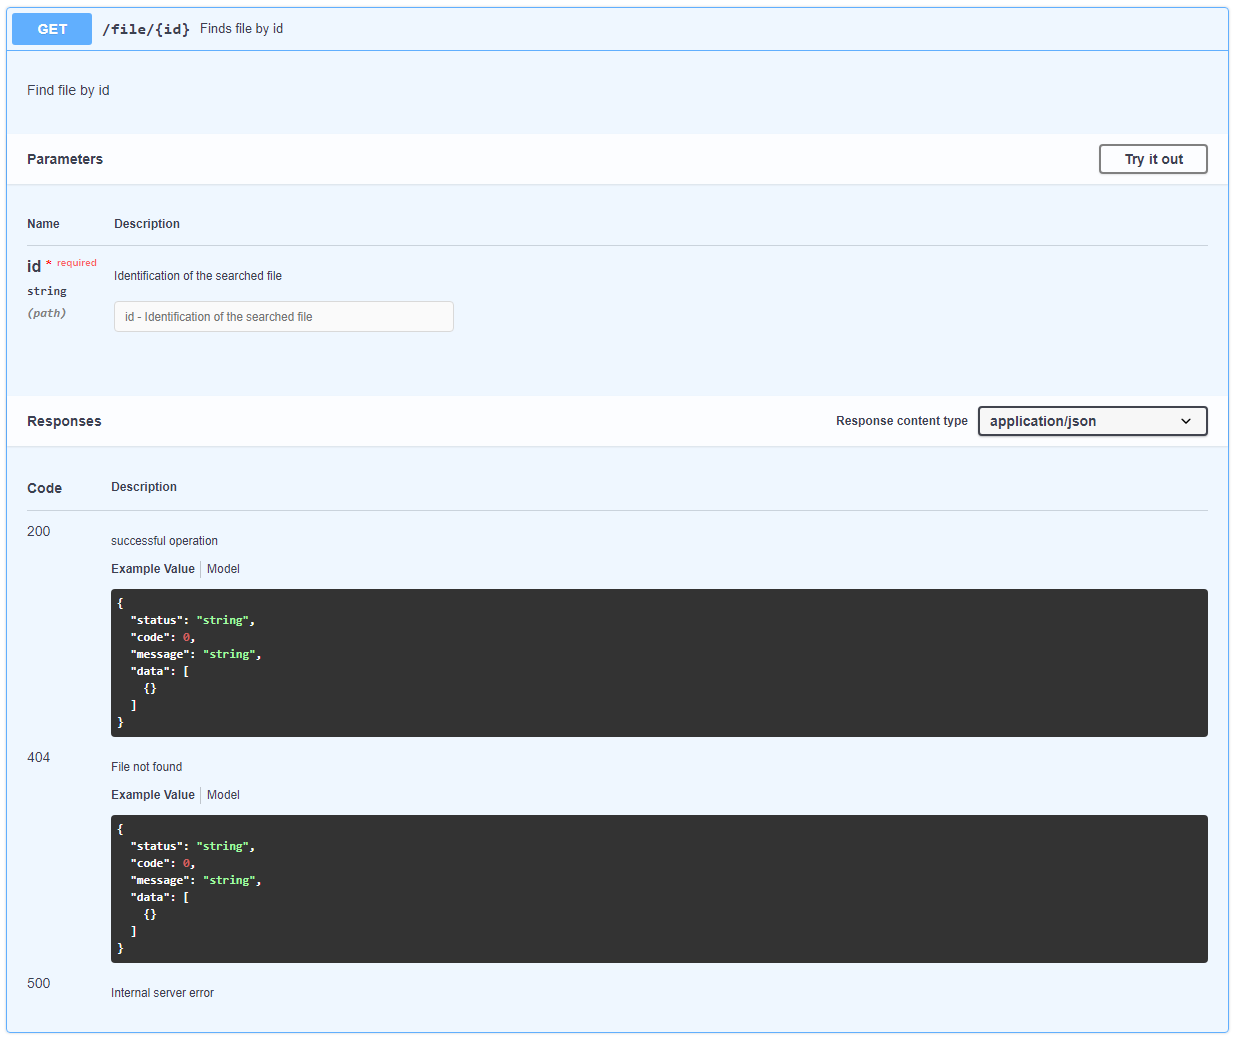 GET /file/{id} Finds file by id
Find file by id
Parameters Try it out
Name Description
id * required
Identification of the searched file
string
(path)
id - Identification of the searched file
Responses Response content type application/json
Code Description
200
successful operation
Example Value Model
{
  "status": "string",
  "code": 0,
  "message": "string",
  "data": [
    {}
  ]
}
404
File not found
Example Value Model
{
  "status": "string",
  "code": 0,
  "message": "string",
  "data": [
    {}
  ]
}
500
Internal server error